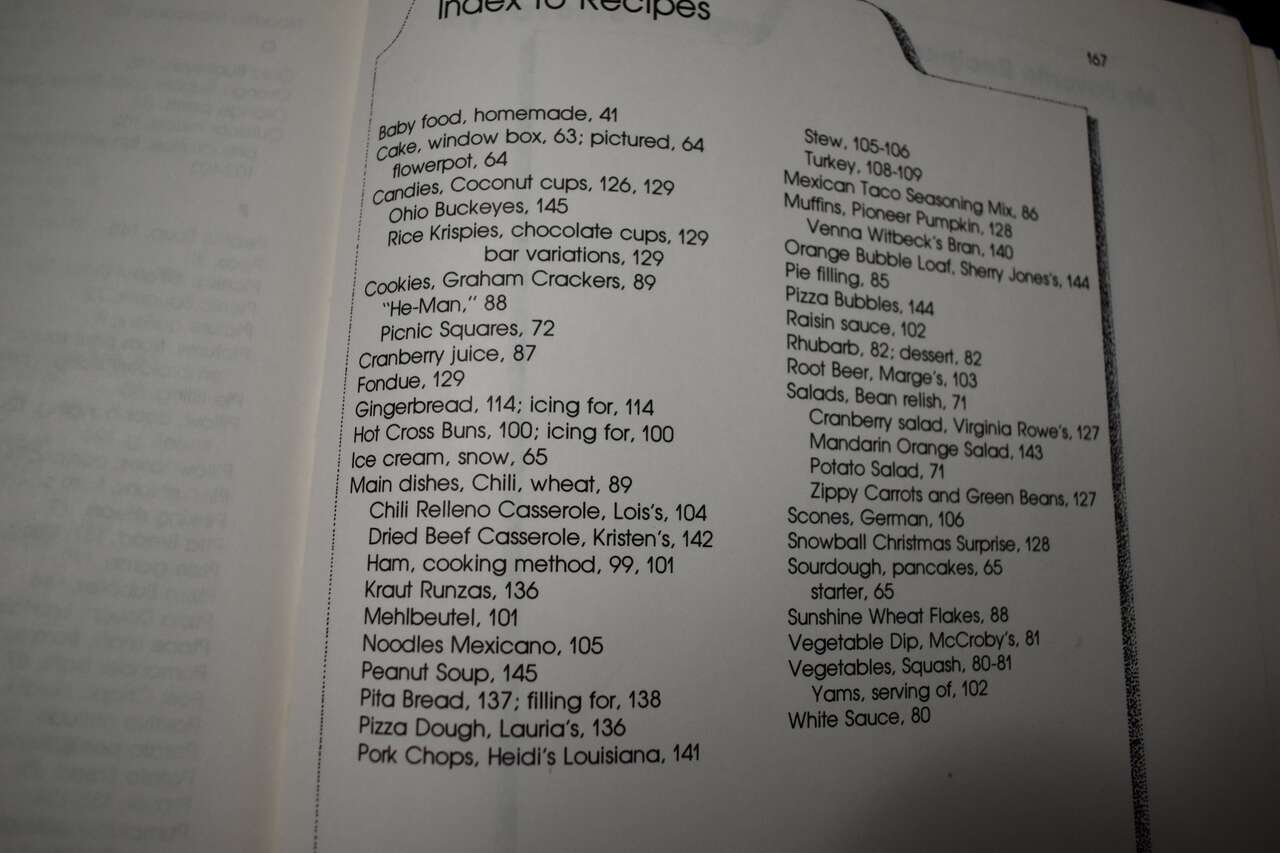 Index to Recipes
167
Baby food, homemade, 41
Cake, window box, 63; pictured, 64
flowerpot, 64
Candies, Coconut cups, 126, 129
Ohio Buckeyes, 145
Rice Krispies, chocolate cups, 129
bar variations, 129
Cookies, Graham Crackers, 89
"He-Man," 88
Picnic Squares, 72
Cranberry juice, 87
Fondue, 129
Gingerbread, 114; icing for, 114
Hot Cross Buns, 100; icing for, 100
Ice cream, snow, 65
Main dishes, Chili, wheat, 89
Chili Relleno Casserole, Lois's, 104
Dried Beef Casserole, Kristen's, 142
Ham, cooking method, 99, 101
Kraut Runzas, 136
Mehlbeutel, 101
Noodles Mexicano, 105
Peanut Soup, 145
Pita Bread, 137; filling for, 138
Pizza Dough, Lauria's, 136
Pork Chops, Heidi's Louisiana, 141
Stew, 105-106
Turkey, 108-109
Mexican Taco Seasoning Mix, 86
Muffins, Pioneer Pumpkin, 128
Venna Witbeck's Bran, 140
Orange Bubble Loaf, Sherry Jones's, 144
Pie filling, 85
Pizza Bubbles, 144
Raisin sauce, 102
Rhubarb, 82; dessert, 82
Root Beer, Marge's, 103
Salads, Bean relish, 71
Cranberry salad, Virginia Rowe's, 127
Mandarin Orange Salad, 143
Potato Salad, 71
Zippy Carrots and Green Beans, 127
Scones, German, 106
Snowball Christmas Surprise, 128
Sourdough, pancakes, 65
starter, 65
Sunshine Wheat Flakes, 88
Vegetable Dip, McCroby's, 81
Vegetables, Squash, 80-81
Yams, serving of, 102
White Sauce, 80